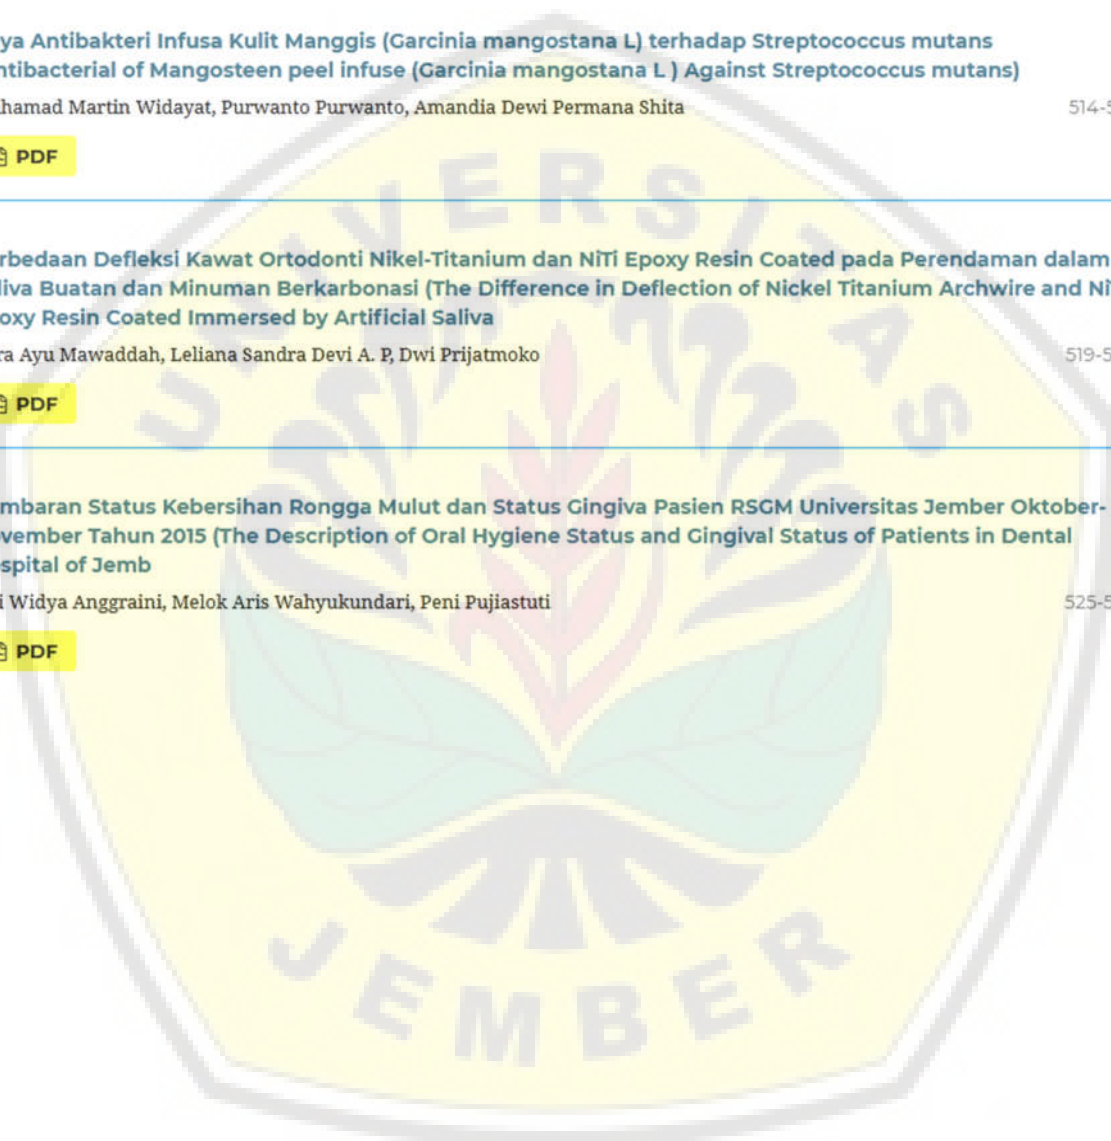 ya Antibakteri Infusa Kulit Manggis (Garcinia mangostana L) terhadap Streptococcus mutans
ntibacterial of Mangosteen peel infuse (Garcinia mangostana L ) Against Streptococcus mutans)
hamad Martin Widayat, Purwanto Purwanto, Amandia Dewi Permana Shita 514-5
PDF
rbedaan Defleksi Kawat Ortodonti Nikel-Titanium dan NiTi Epoxy Resin Coated pada Perendaman dalam
liva Buatan dan Minuman Berkarbonasi (The Difference in Deflection of Nickel Titanium Archwire and Ni
oxy Resin Coated Immersed by Artificial Saliva
ra Ayu Mawaddah, Leliana Sandra Devi A. P, Dwi Prijatmoko 519-5
PDF
mbaran Status Kebersihan Rongga Mulut dan Status Gingiva Pasien RSGM Universitas Jember Oktober-
vember Tahun 2015 (The Description of Oral Hygiene Status and Gingival Status of Patients in Dental
spital of Jemb
i Widya Anggraini, Melok Aris Wahyukundari, Peni Pujiastuti 525-5
PDF
UNIVERSITAS
JEMBER